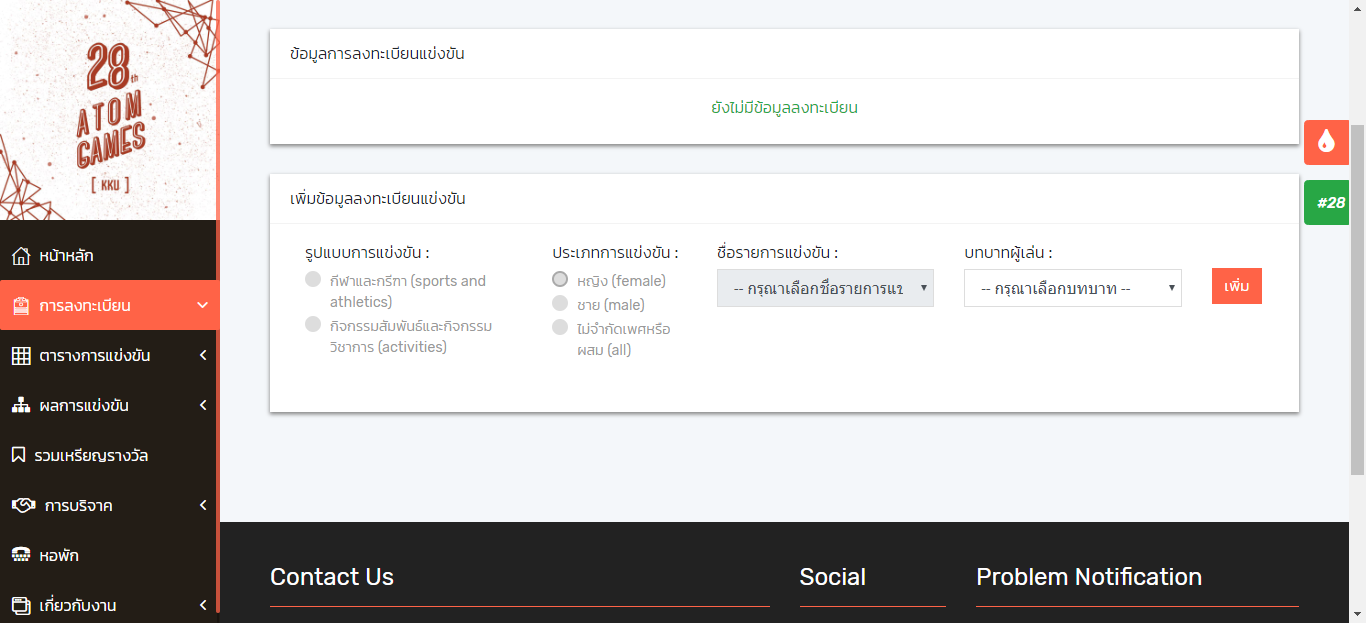 28th
ATOM
GAMES
[ KKU ]
หน้าหลัก
การลงทะเบียน
ตารางการแข่งขัน
ผลการแข่งขัน
รวมเหรียญรางวัล
การบริจาค
หอพัก
เกี่ยวกับงาน
ข้อมูลการลงทะเบียนแข่งขัน
ยังไม่มีข้อมูลลงทะเบียน
เพิ่มข้อมูลลงทะเบียนแข่งขัน
รูปแบบการแข่งขัน :
กีฬาและกรีฑา (sports and
athletics)
กิจกรรมสัมพันธ์และกิจกรรม
วิชาการ (activities)
ประเภทการแข่งขัน :
หญิง (female)
ชาย (male)
ไม่จำกัดเพศหรือ
ผสม (all)
ชื่อรายการแข่งขัน :
-- กรุณาเลือกชื่อรายการแข
บทบาทผู้เล่น :
-- กรุณาเลือกบทบาท --
เพิ่ม
#28
Contact Us
Social
Problem Notification